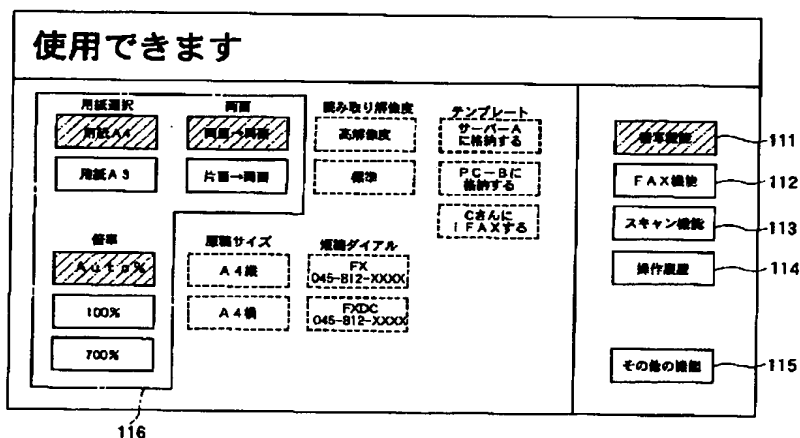 使用できます
用紙選択
用紙A4
用紙A3
両面
両面→両面
片面→両面
読み取り解像度
高解像度
標準
テンプレート
サーバーA
に格納する
PC-Bに
格納する
Cさんに
iFAXする
倍率
Auto%
100%
700%
原稿サイズ
A4縦
A4横
短縮ダイアル
FX
045-812-XXXX
FXDC
045-812-XXXX
116
複写機能
111
FAX機能
112
スキャン機能
113
操作履歴
114
その他の機能
115